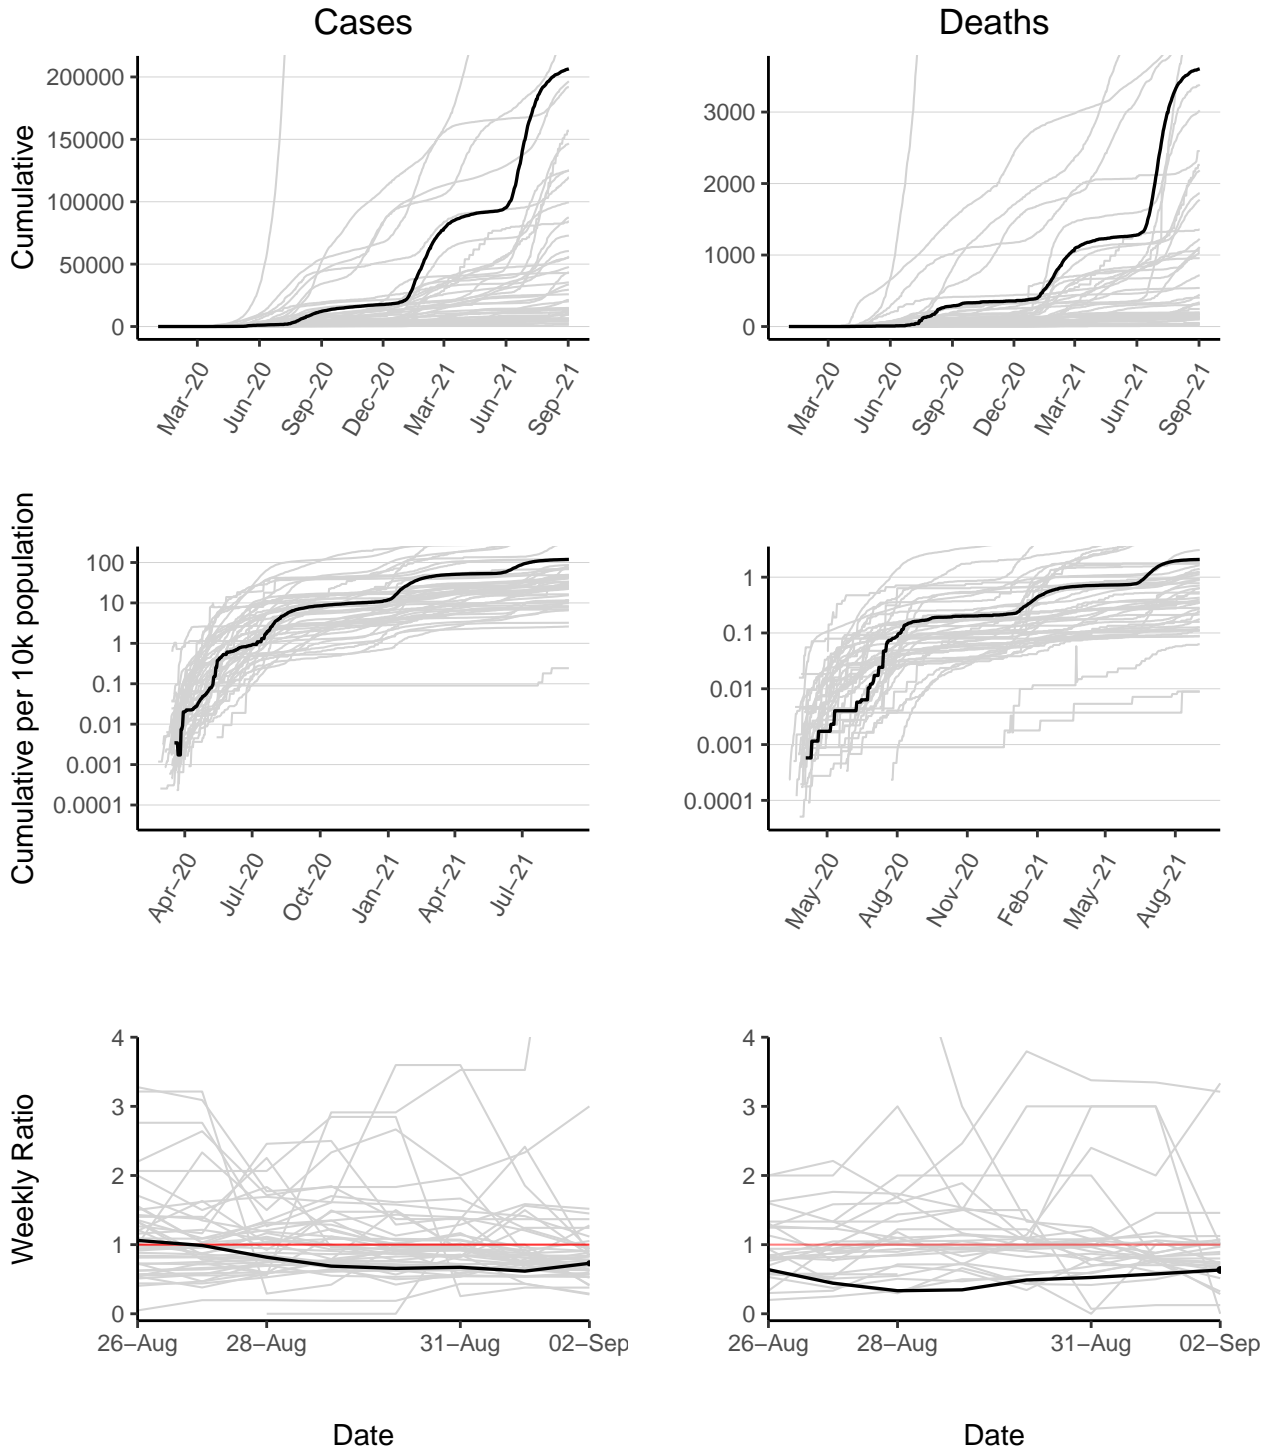 Cases
Deaths
Cumulative
200000
150000
100000
50000
0
Mar−20
Jun−20
Sep−20
Dec−20
Mar−21
Jun−21
Sep−21
3000
2000
1000
0
Mar−20
Jun−20
Sep−20
Dec−20
Mar−21
Jun−21
Sep−21
Cumulative per 10k population
100
10
1
0.1
0.01
0.001
0.0001
Apr−20
Jul−20
Oct−20
Jan−21
Apr−21
Jul−21
1
0.1
0.01
0.001
0.0001
May−20
Aug−20
Nov−20
Feb−21
May−21
Aug−21
Weekly Ratio
4
3
2
1
0
26−Aug
28−Aug
31−Aug
02−Sep
4
3
2
1
0
26−Aug
28−Aug
31−Aug
02−Sep
Date
Date